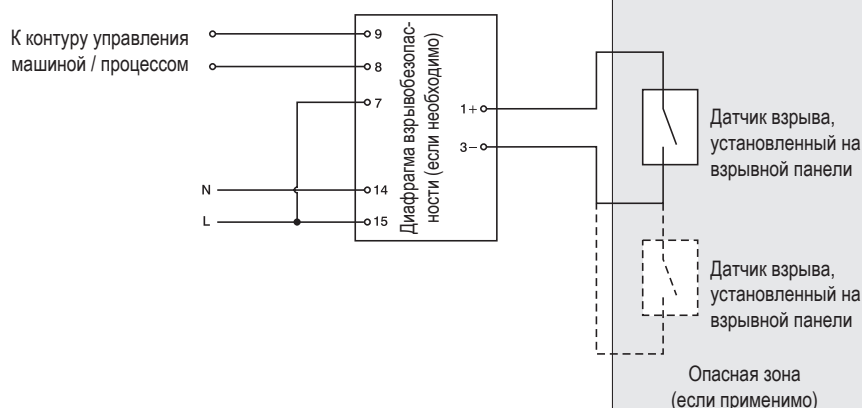 К контуру управления
машиной / процессом
9
8
7
14
15
N
L
Диафрагма взрывобезопас-
ности (если необходимо)
1+
3−
Датчик взрыва,
установленный на
взрывной панели
Датчик взрыва,
установленный на
взрывной панели
Опасная зона
(если применимо)